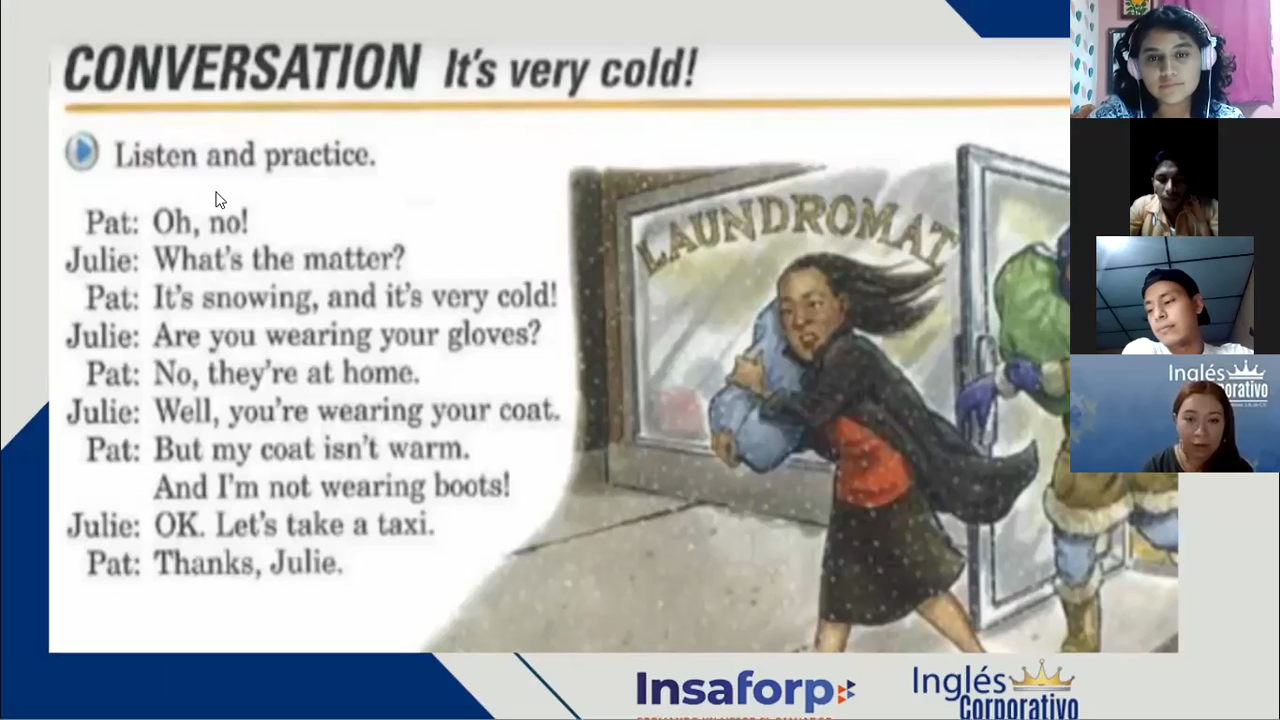 CONVERSATION It's very cold!
Listen and practice.
Pat: Oh, no!
Julie: What's the matter?
Pat: It's snowing, and it's very cold!
Julie: Are you wearing your gloves?
Pat: No, they're at home.
Julie: Well, you're wearing your coat.
Pat: But my coat isn't warm.
And I'm not wearing boots!
Julie: OK. Let's take a taxi.
Pat: Thanks, Julie.
LAUNDROMAT
Inglés
orativo
Insaforp
Inglés
Corporativo